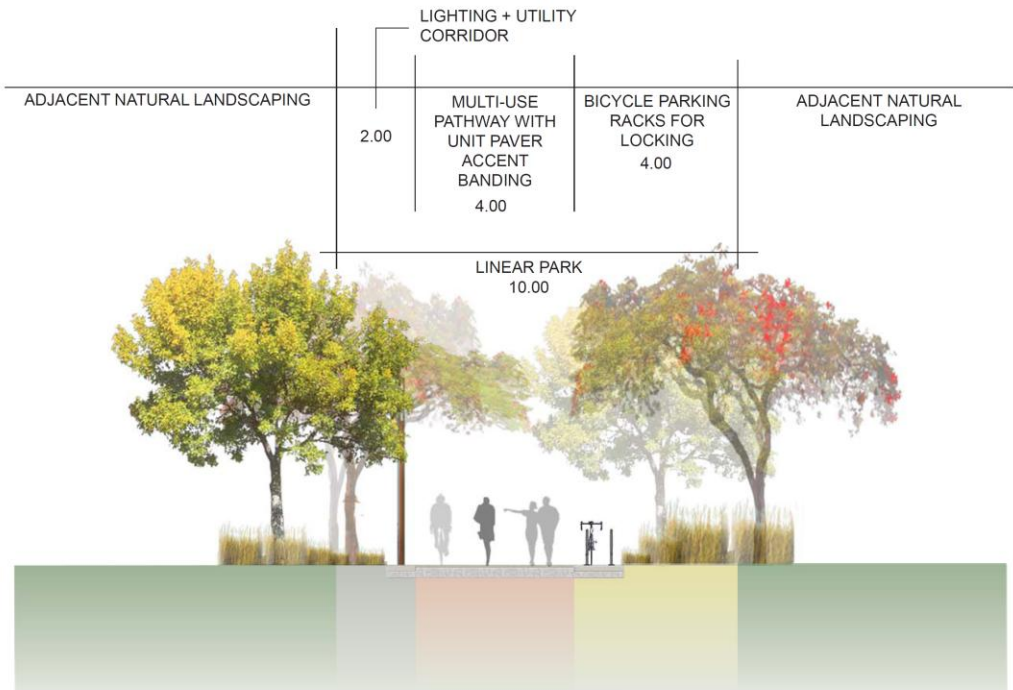 LIGHTING + UTILITY
CORRIDOR
ADJACENT NATURAL LANDSCAPING
2.00
MULTI-USE
PATHWAY WITH
UNIT PAVER
ACCENT
BANDING
4.00
BICYCLE PARKING
RACKS FOR
LOCKING
4.00
ADJACENT NATURAL
LANDSCAPING
LINEAR PARK
10.00